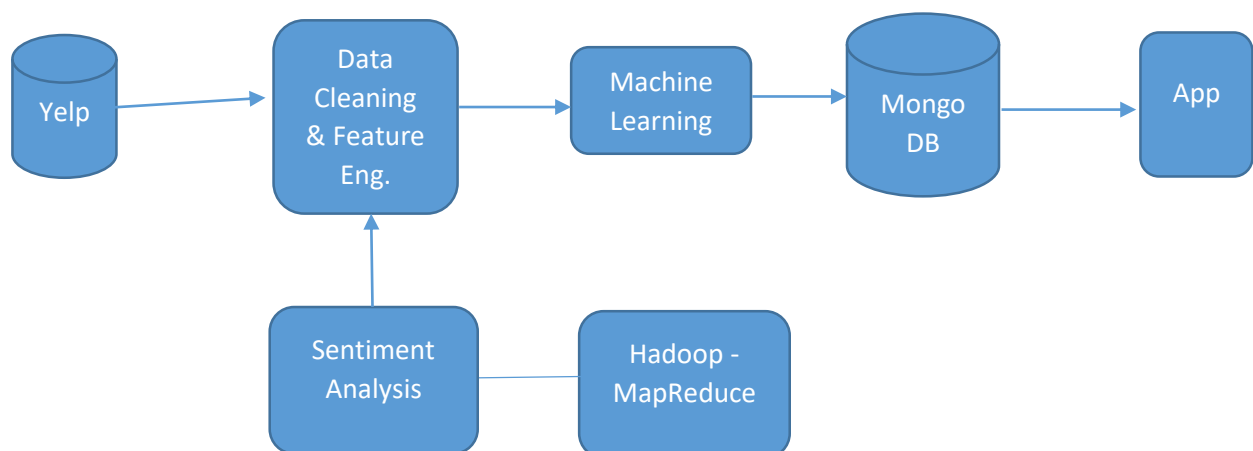 Yelp
Data
Cleaning
& Feature
Eng.
Machine
Learning
Mongo
DB
App
Sentiment
Analysis
Hadoop -
MapReduce